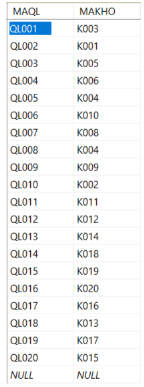 MAQL MAKHO
QL001 K003
QL002 K001
QL003 K005
QL004 K006
QL005 K004
QL006 K010
QL007 K008
QL008 K004
QL009 K009
QL010 K002
QL011 K011
QL012 K012
QL013 K014
QL014 K018
QL015 K019
QL016 K020
QL017 K016
QL018 K013
QL019 K017
QL020 K015
NULL NULL